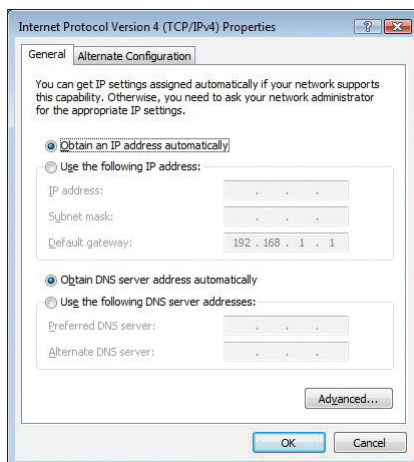 Internet Protocol Version 4 (TCP/IPv4) Properties
General
Alternate Configuration
You can get IP settings assigned automatically if your network supports
this capability. Otherwise, you need to ask your network administrator
for the appropriate IP settings.
Obtain an IP address automatically
Use the following IP address:
IP address:
Subnet mask:
Default gateway:
192 . 168 . 1 . 1
Obtain DNS server address automatically
Use the following DNS server addresses:
Preferred DNS server:
Alternate DNS server:
Advanced...
OK
Cancel